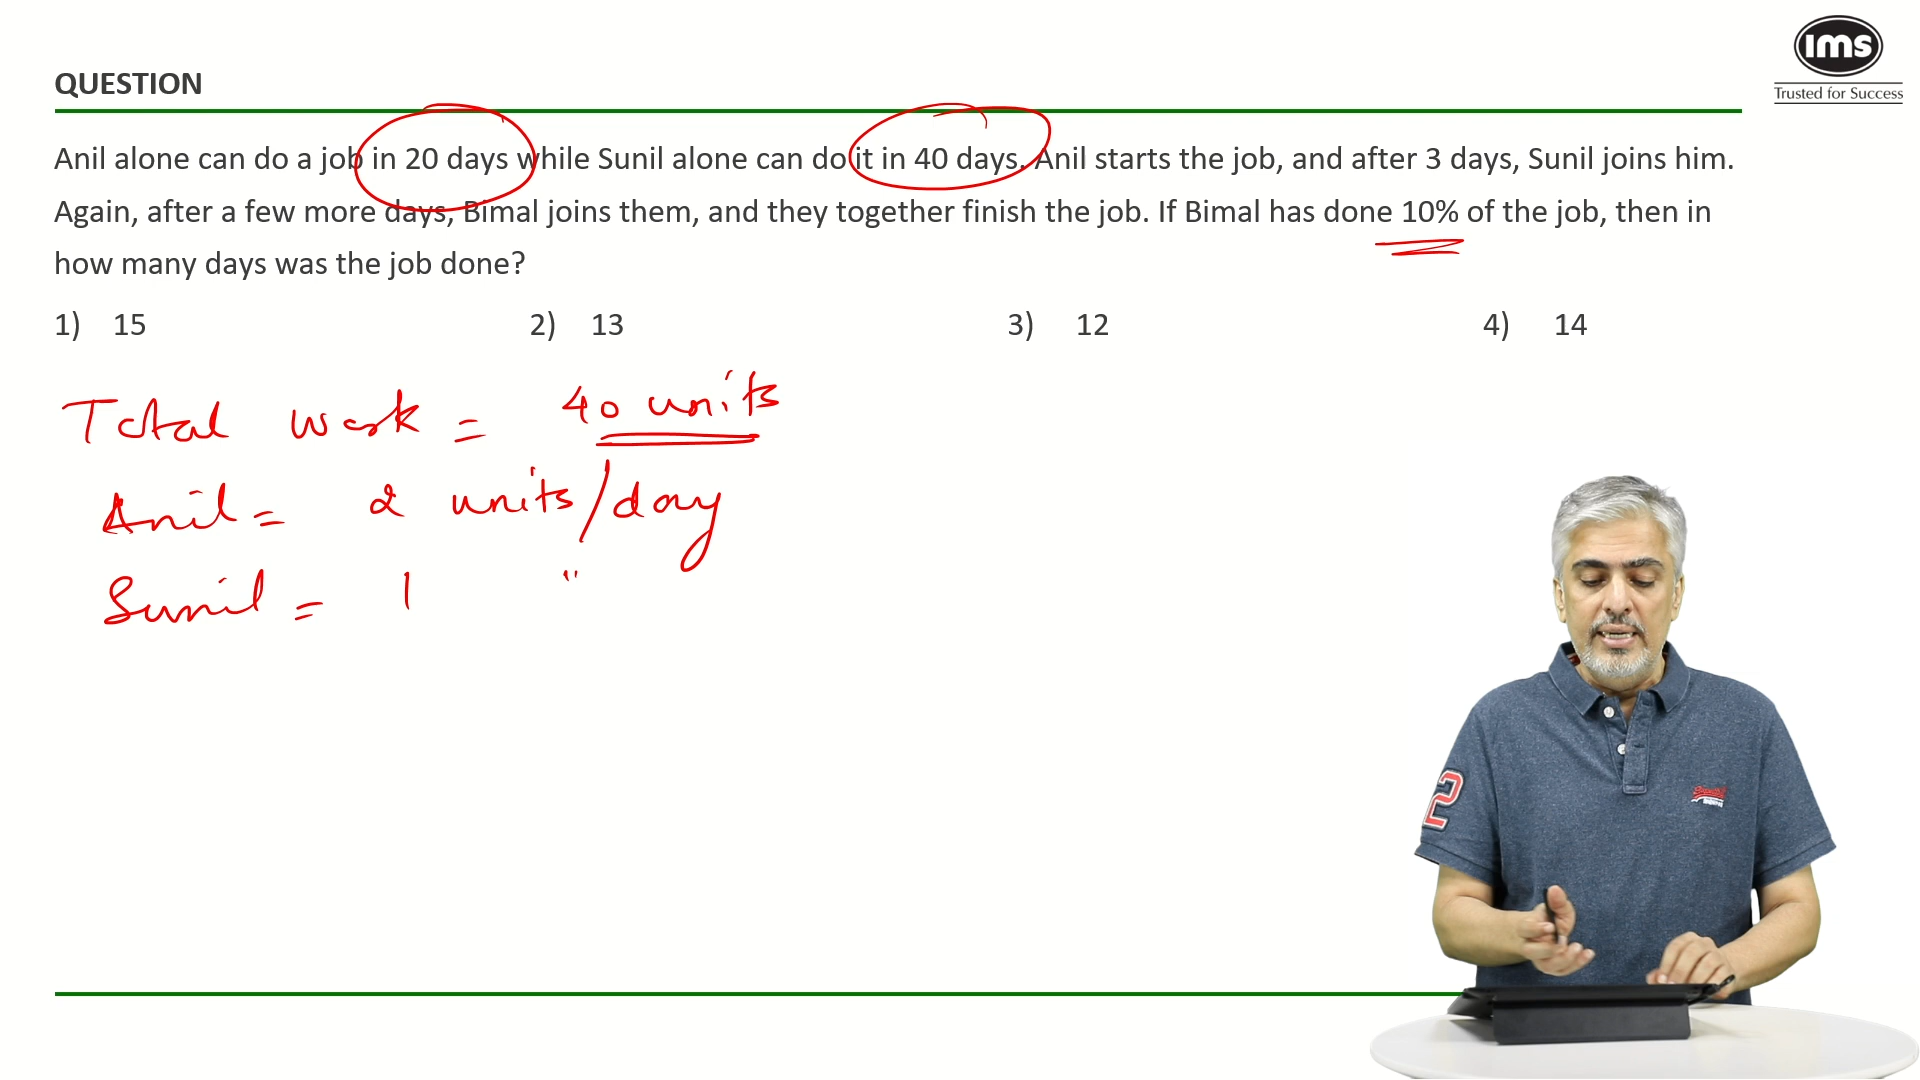 ims
Trusted for Success
QUESTION
Anil alone can do a job in 20 days while Sunil alone can do it in 40 days. Anil starts the job, and after 3 days, Sunil joins him.
Again, after a few more days, Bimal joins them, and they together finish the job. If Bimal has done 10% of the job, then in
how many days was the job done?
1) 15 2) 13 3) 12 4) 14
Total work = 40 units
Anil = 2 units/day
Sunil = 1 "
2